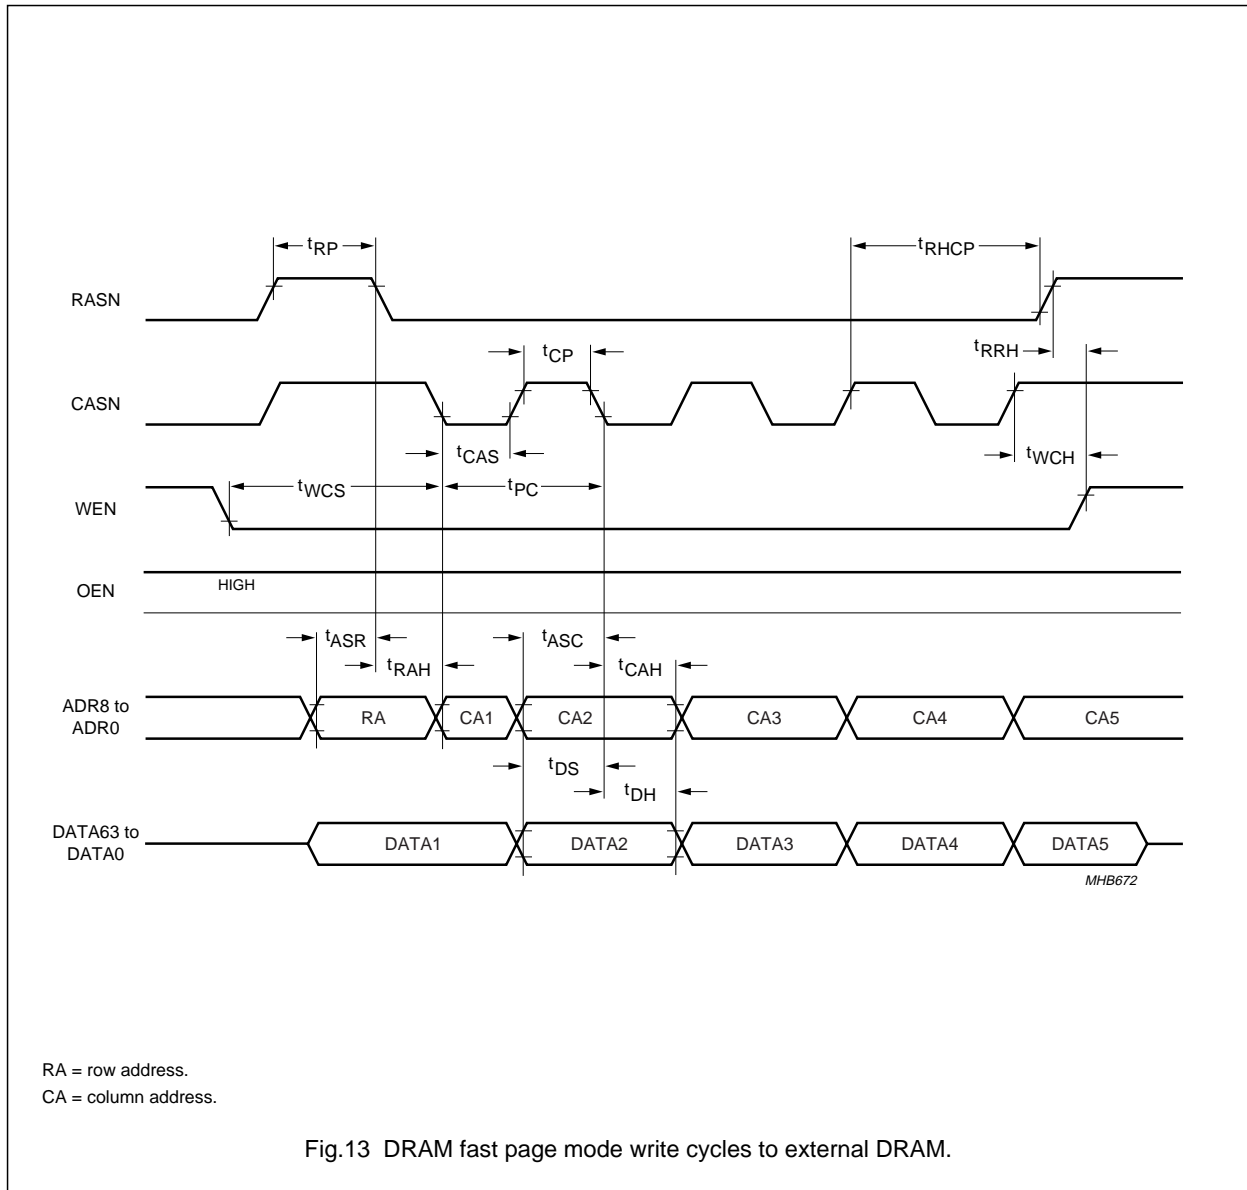 tRP
tRHCP
RASN
tRRH
tCP
CASN
tCAS
tWCH
tWCS
tPC
WEN
OEN
HIGH
tASR
tASC
tRAH
tCAH
ADR8 to
ADR0
RA
CA1
CA2
CA3
CA4
CA5
tDS
tDH
DATA63 to
DATA0
DATA1
DATA2
DATA3
DATA4
DATA5
MHB672
RA = row address.
CA = column address.
Fig.13 DRAM fast page mode write cycles to external DRAM.